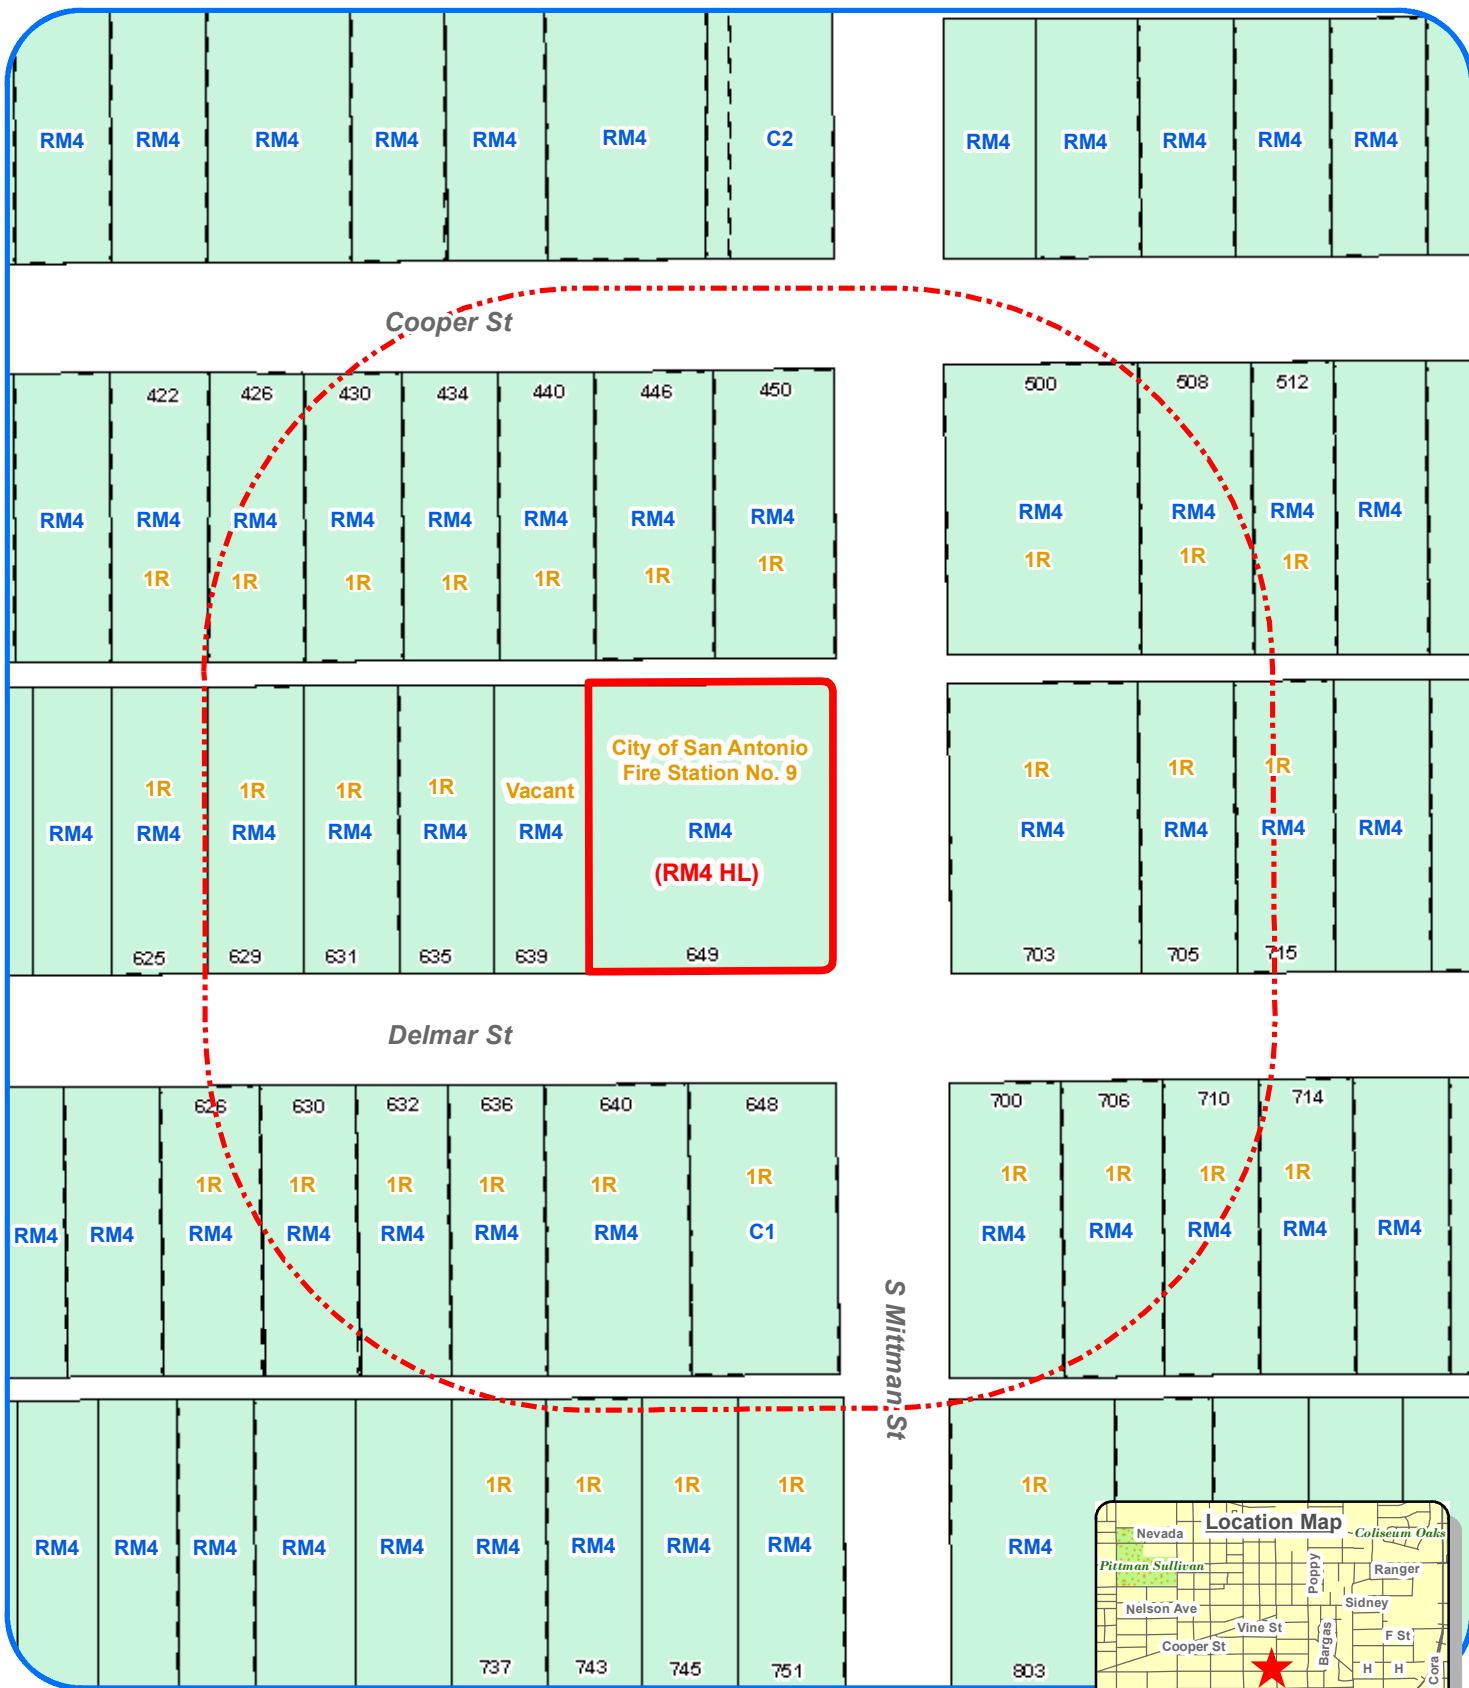 RM4 RM4 RM4 RM4 RM4 RM4 C2 RM4 RM4 RM4 RM4 RM4
Cooper St
422 426 430 434 440 446 450 500 508 512
RM4 RM4 RM4 RM4 RM4 RM4 RM4 RM4 RM4 RM4 RM4 RM4
1R 1R 1R 1R 1R 1R 1R 1R 1R 1R
City of San Antonio
Fire Station No. 9
1R 1R 1R 1R Vacant 1R 1R 1R
RM4 RM4 RM4 RM4 RM4 RM4 RM4 RM4 RM4 RM4 RM4
(RM4 HL)
625 629 631 635 639 649 703 705 715
Delmar St
626 630 632 636 640 648 700 706 710 714
1R 1R 1R 1R 1R 1R 1R 1R 1R 1R
RM4 RM4 RM4 RM4 RM4 RM4 RM4 C1 RM4 RM4 RM4 RM4 RM4
S Mittman St
1R 1R 1R 1R 1R
RM4 RM4 RM4 RM4 RM4 RM4 RM4 RM4 RM4
737 743 745 751 803
Location Map
Nevada
Coliseum Oaks
Pittman Sullivan
Poppy
Ranger
Nelson Ave
Sidney
Vine St
Bargas
F St
Cooper St
H H
Cora